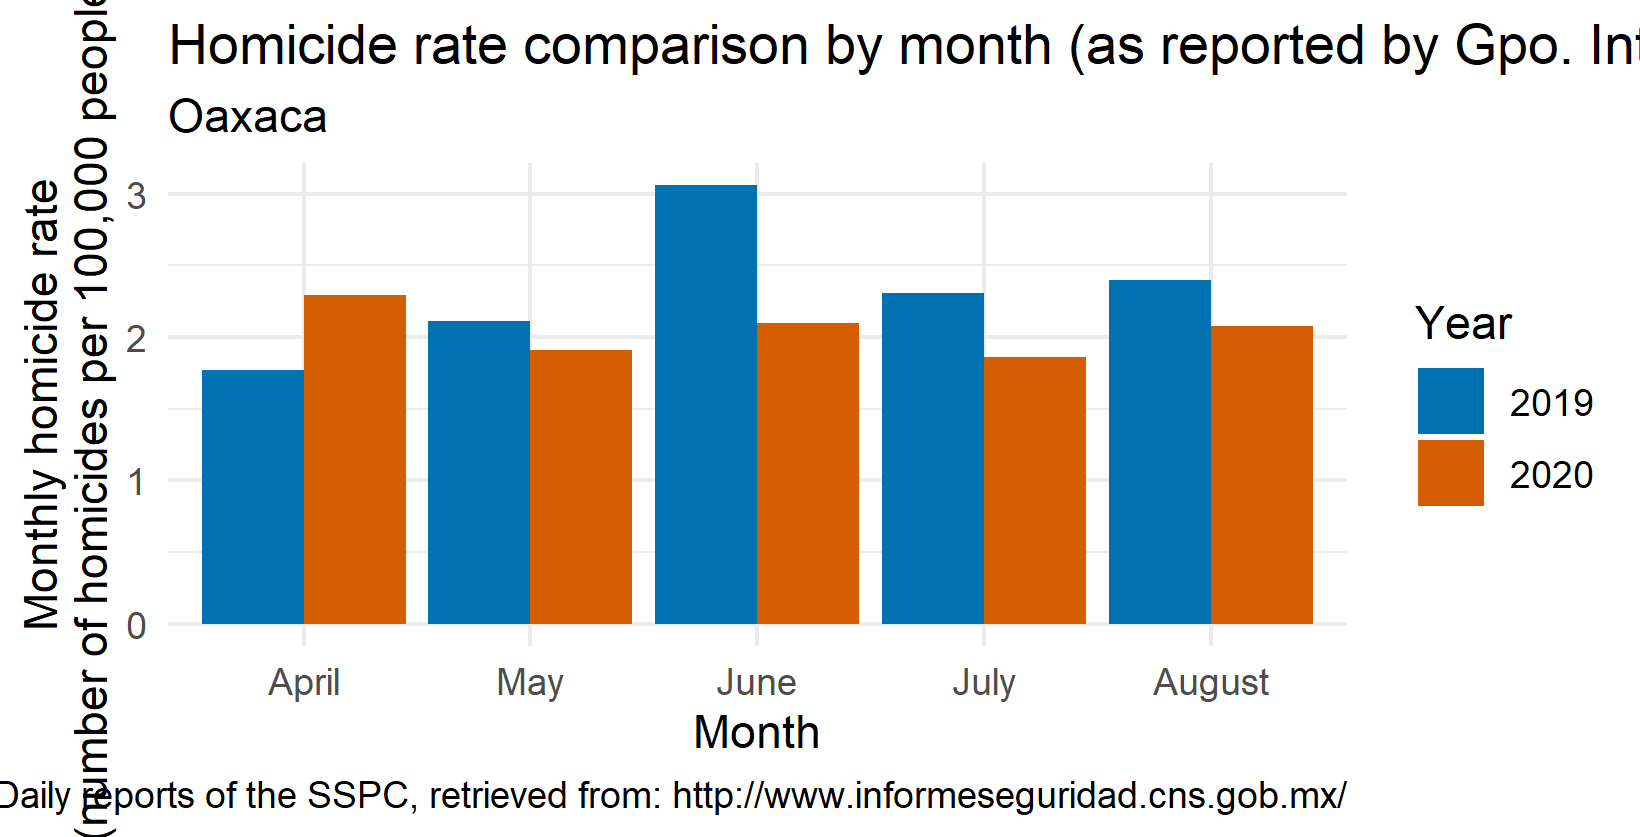 Homicide rate comparison by month (as reported by Gpo.
Oaxaca
Monthly homicide rate
(number of homicides per 100,000 people
3
2
1
0
April
May
June
July
August
Month
Year
2019
2020
Daily reports of the SSPC, retrieved from: http://www.informeseguridad.cns.gob.mx/